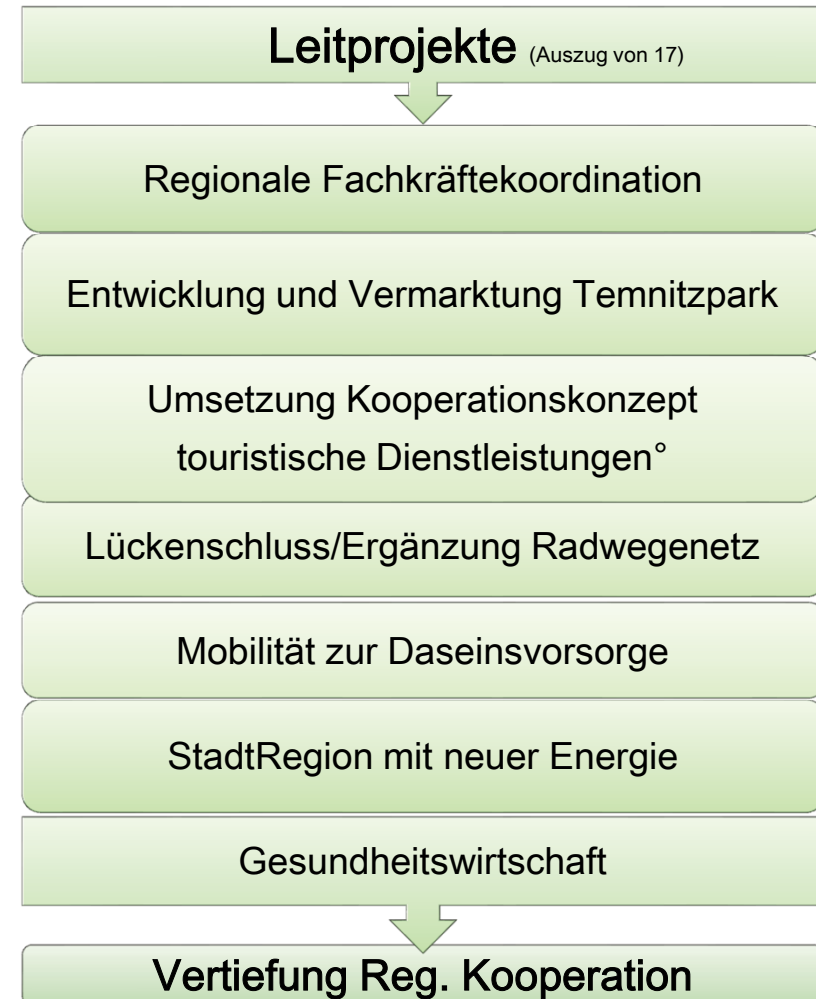 Leitprojekte (Auszug von 17)
Regionale Fachkräftekoordination
Entwicklung und Vermarktung Temnitzpark
Umsetzung Kooperationskonzept
touristische Dienstleistungen°
Lückenschluss/Ergänzung Radwegenetz
Mobilität zur Daseinsvorsorge
StadtRegion mit neuer Energie
Gesundheitswirtschaft
Vertiefung Reg. Kooperation